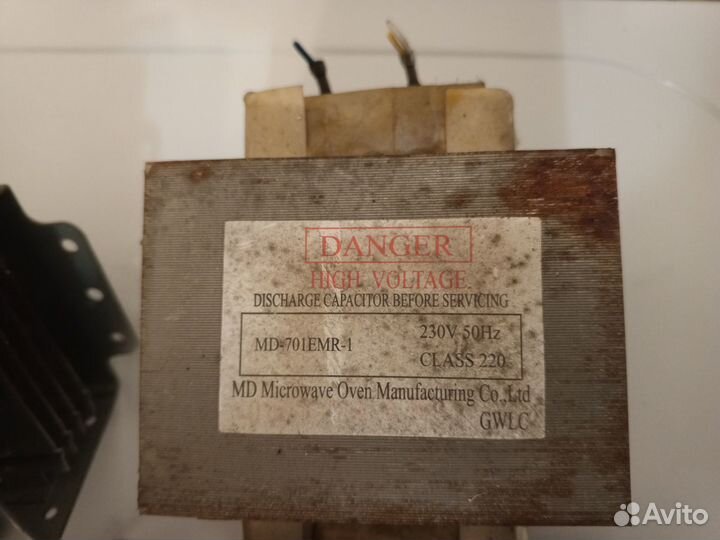 DANGER
HIGH VOLTAGE
DISCHARGE CAPACITOR BEFORE SERVICING
MD-701EMR-1
230V 50Hz
CLASS 220
MD Microwave Oven Manufacturing Co.,Ltd
GWLC
Avito